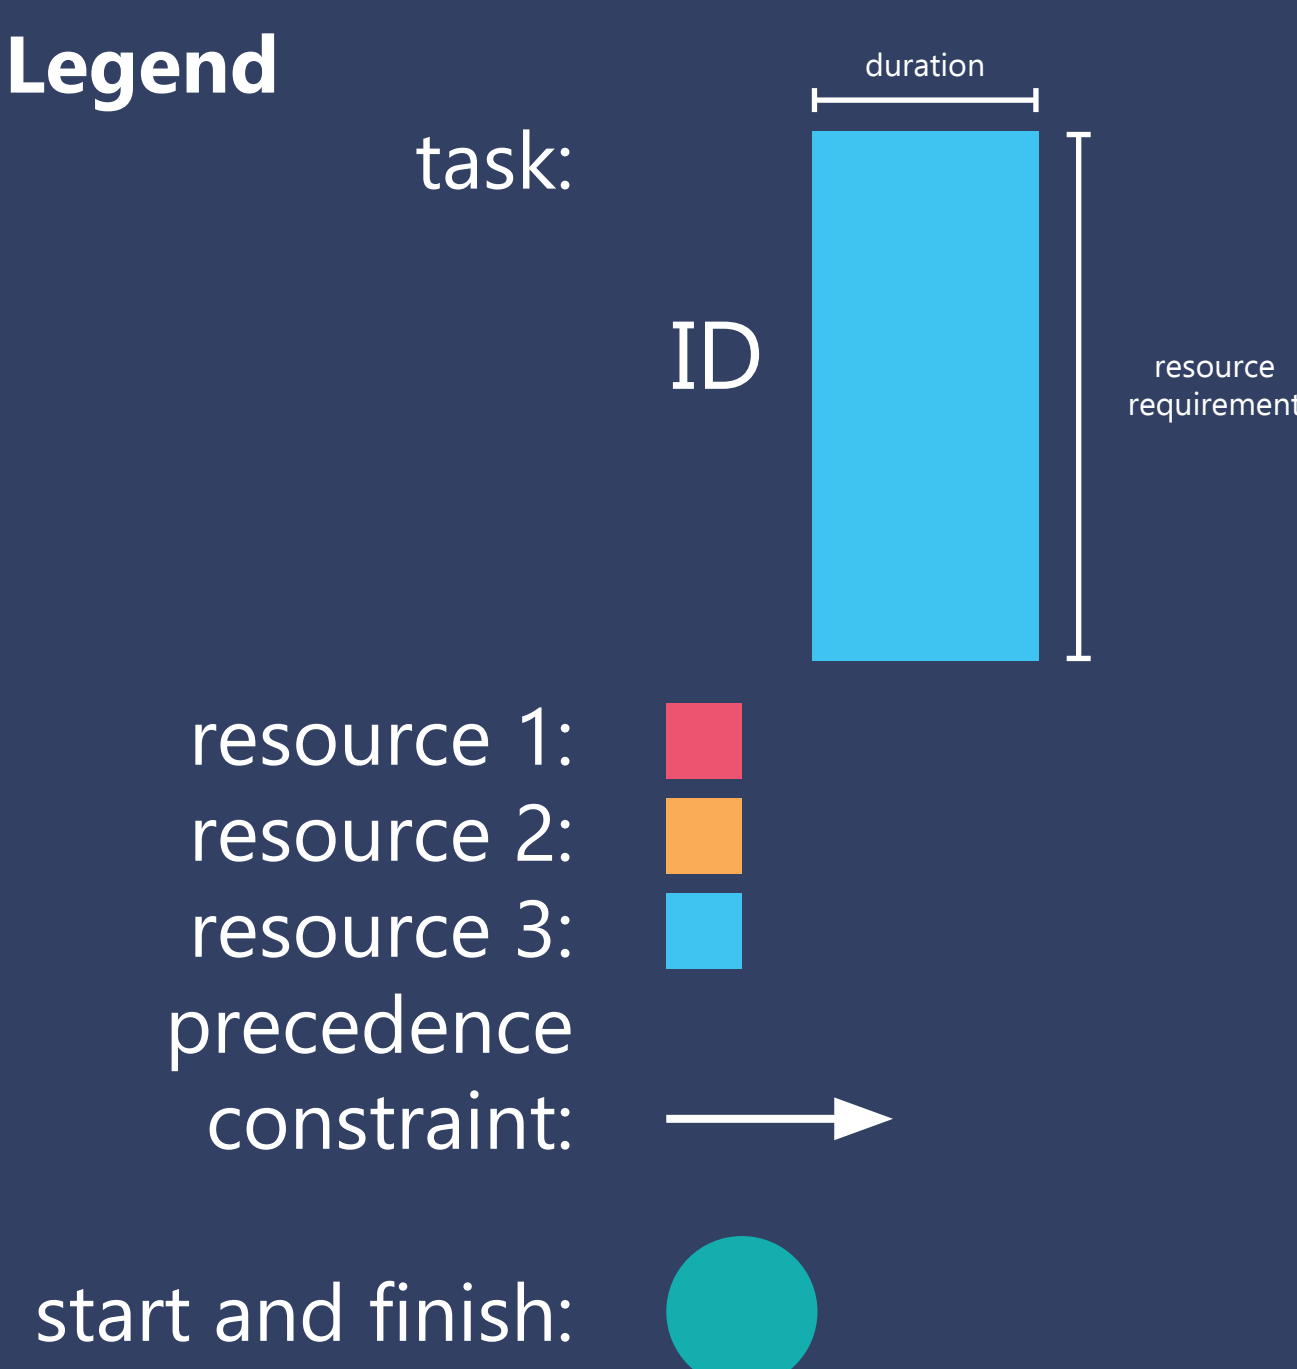 Legend
duration
task:
ID
resource
requirement
resource 1:
resource 2:
resource 3:
precedence
constraint:
start and finish: